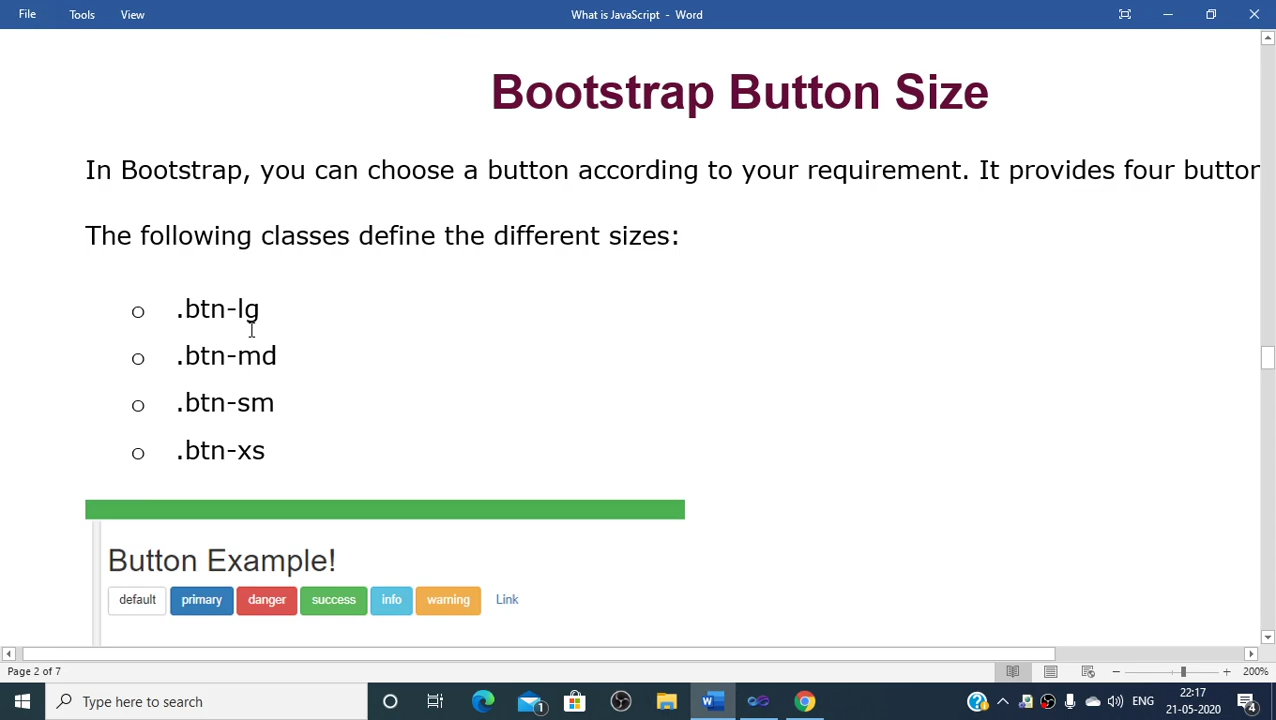 File Tools View What is JavaScript - Word
Bootstrap Button Size
In Bootstrap, you can choose a button according to your requirement. It provides four button
The following classes define the different sizes:
o .btn-lg
o .btn-md
o .btn-sm
o .btn-xs
Button Example!
default primary danger success info warning Link
Page 2 of 7 200%
Type here to search 1 ENG 22:17 4
21-05-2020